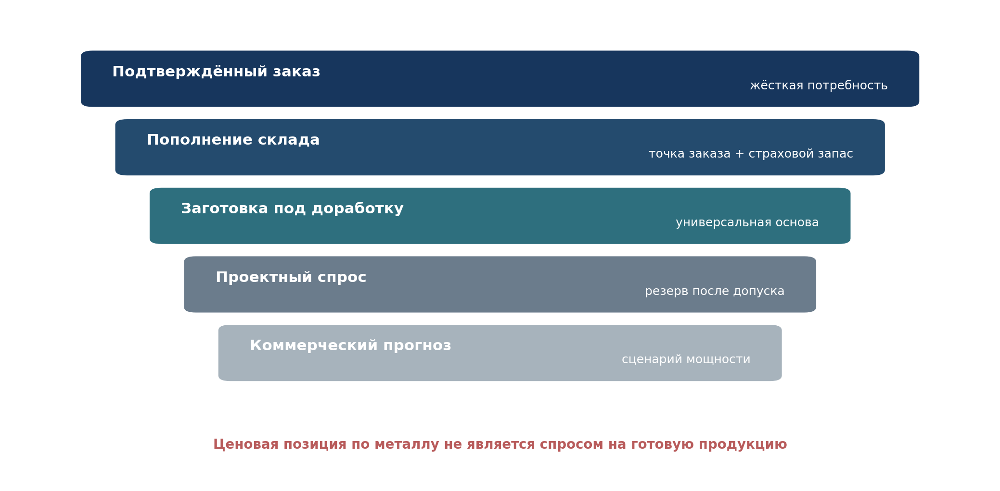 Подтверждённый заказ
жёсткая потребность
Пополнение склада
точка заказа + страховой запас
Заготовка под доработку
универсальная основа
Проектный спрос
резерв после допуска
Коммерческий прогноз
сценарий мощности
Ценовая позиция по металлу не является спросом на готовую продукцию